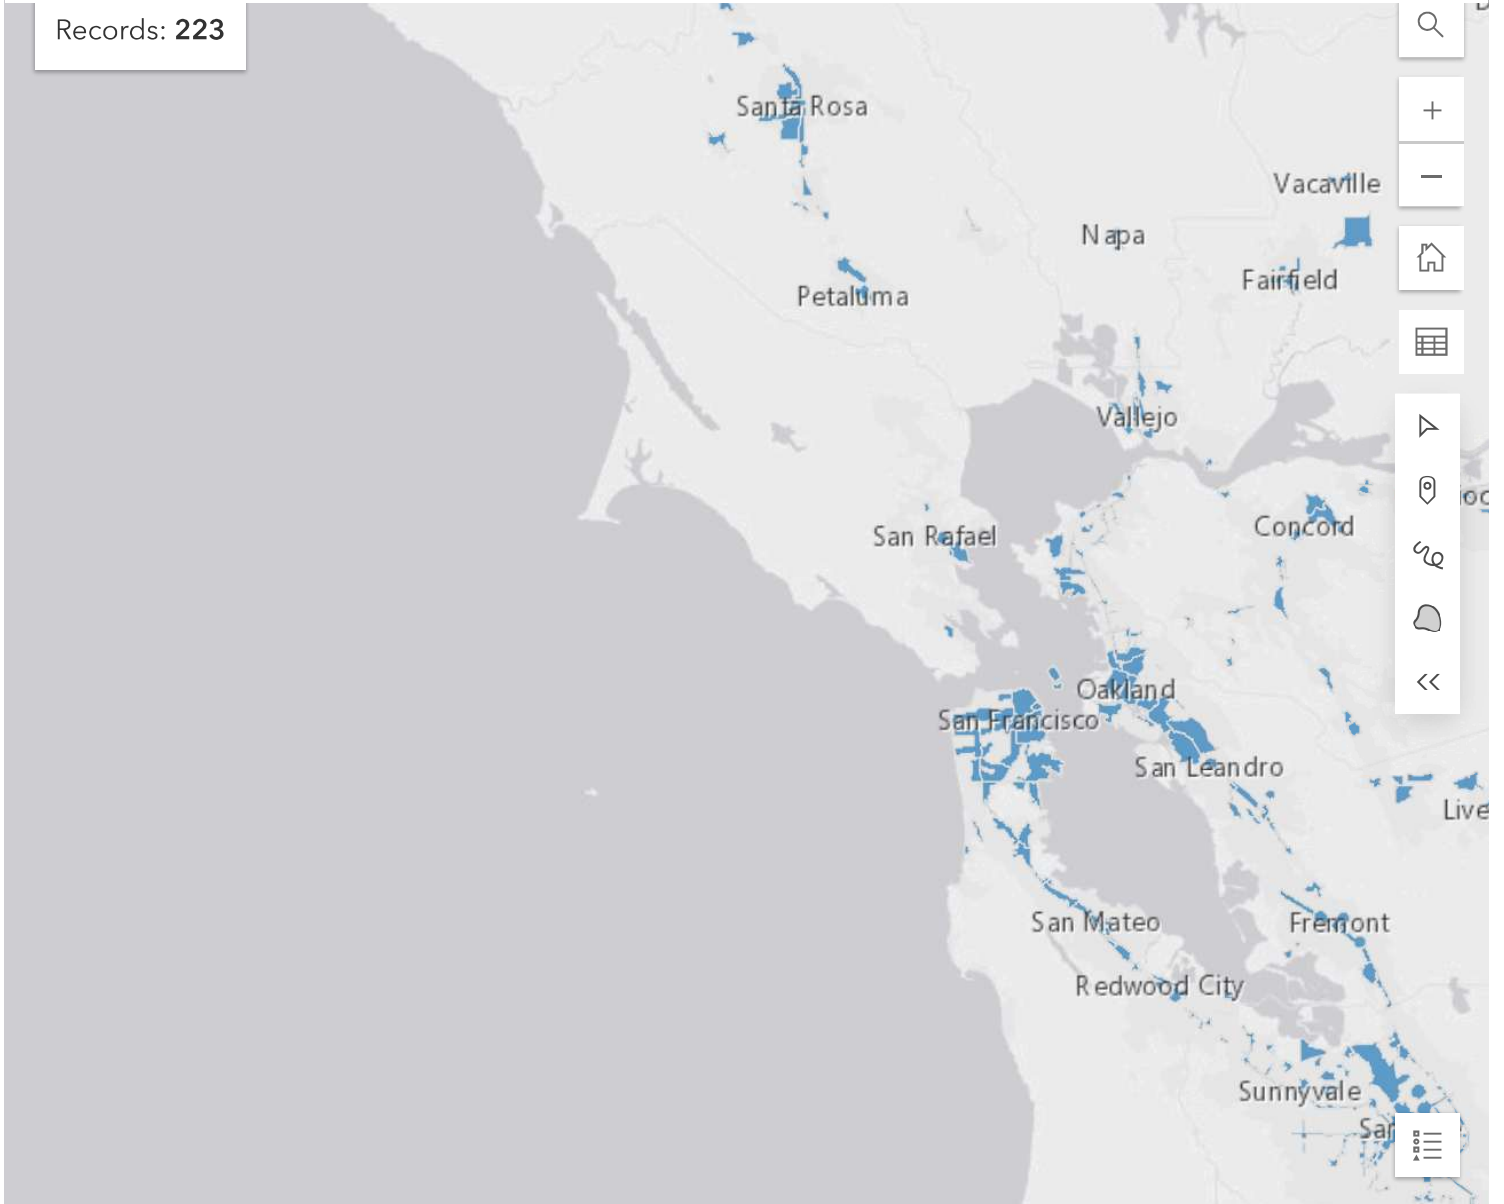 Records: 223
Santa Rosa
Vacaville
Napa
Fairfield
Petaluma
Vallejo
Concord
San Rafael
Oakland
San Francisco
San Leandro
Live
San Mateo
Fremont
Redwood City
Sunnyvale